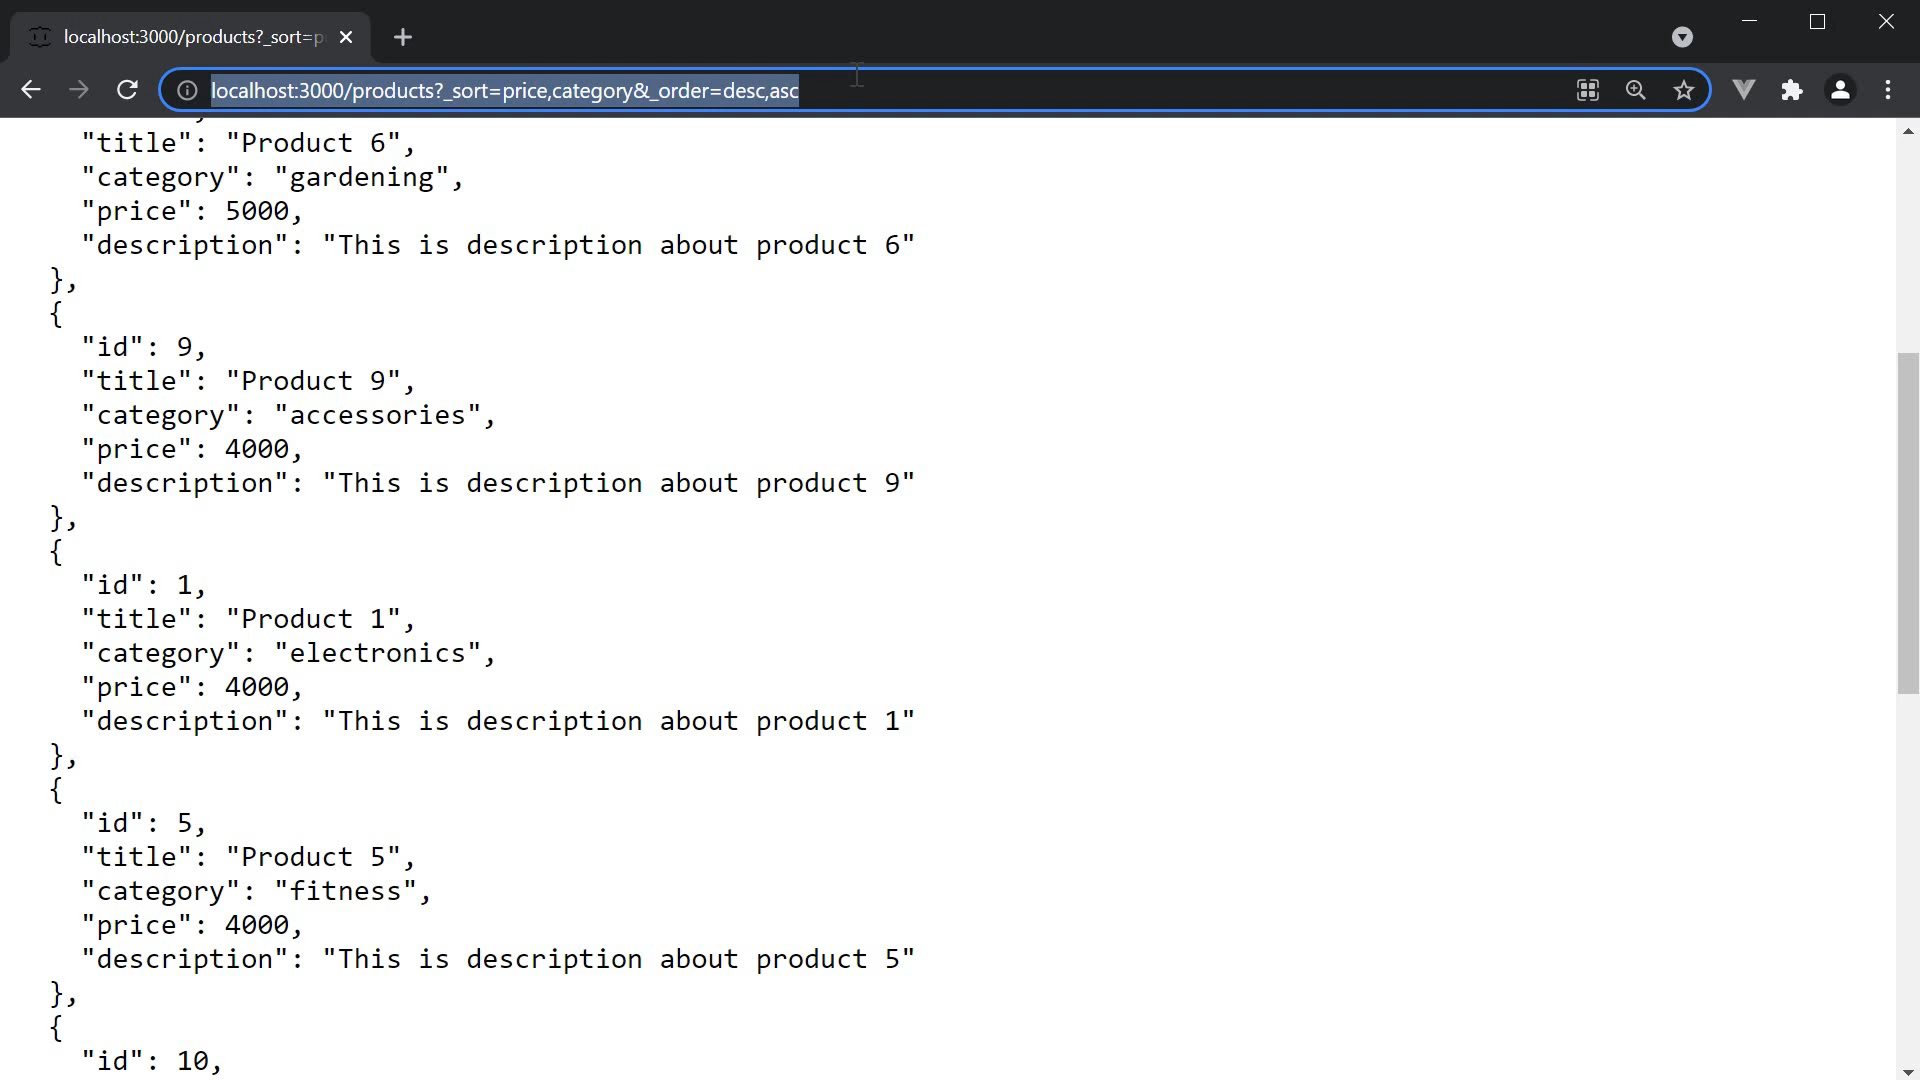 localhost:3000/products?_sort=p
localhost:3000/products?_sort=price,category&_order=desc,asc
"title": "Product 6",
"category": "gardening",
"price": 5000,
"description": "This is description about product 6"
},
{
"id": 9,
"title": "Product 9",
"category": "accessories",
"price": 4000,
"description": "This is description about product 9"
},
{
"id": 1,
"title": "Product 1",
"category": "electronics",
"price": 4000,
"description": "This is description about product 1"
},
{
"id": 5,
"title": "Product 5",
"category": "fitness",
"price": 4000,
"description": "This is description about product 5"
},
{
"id": 10,